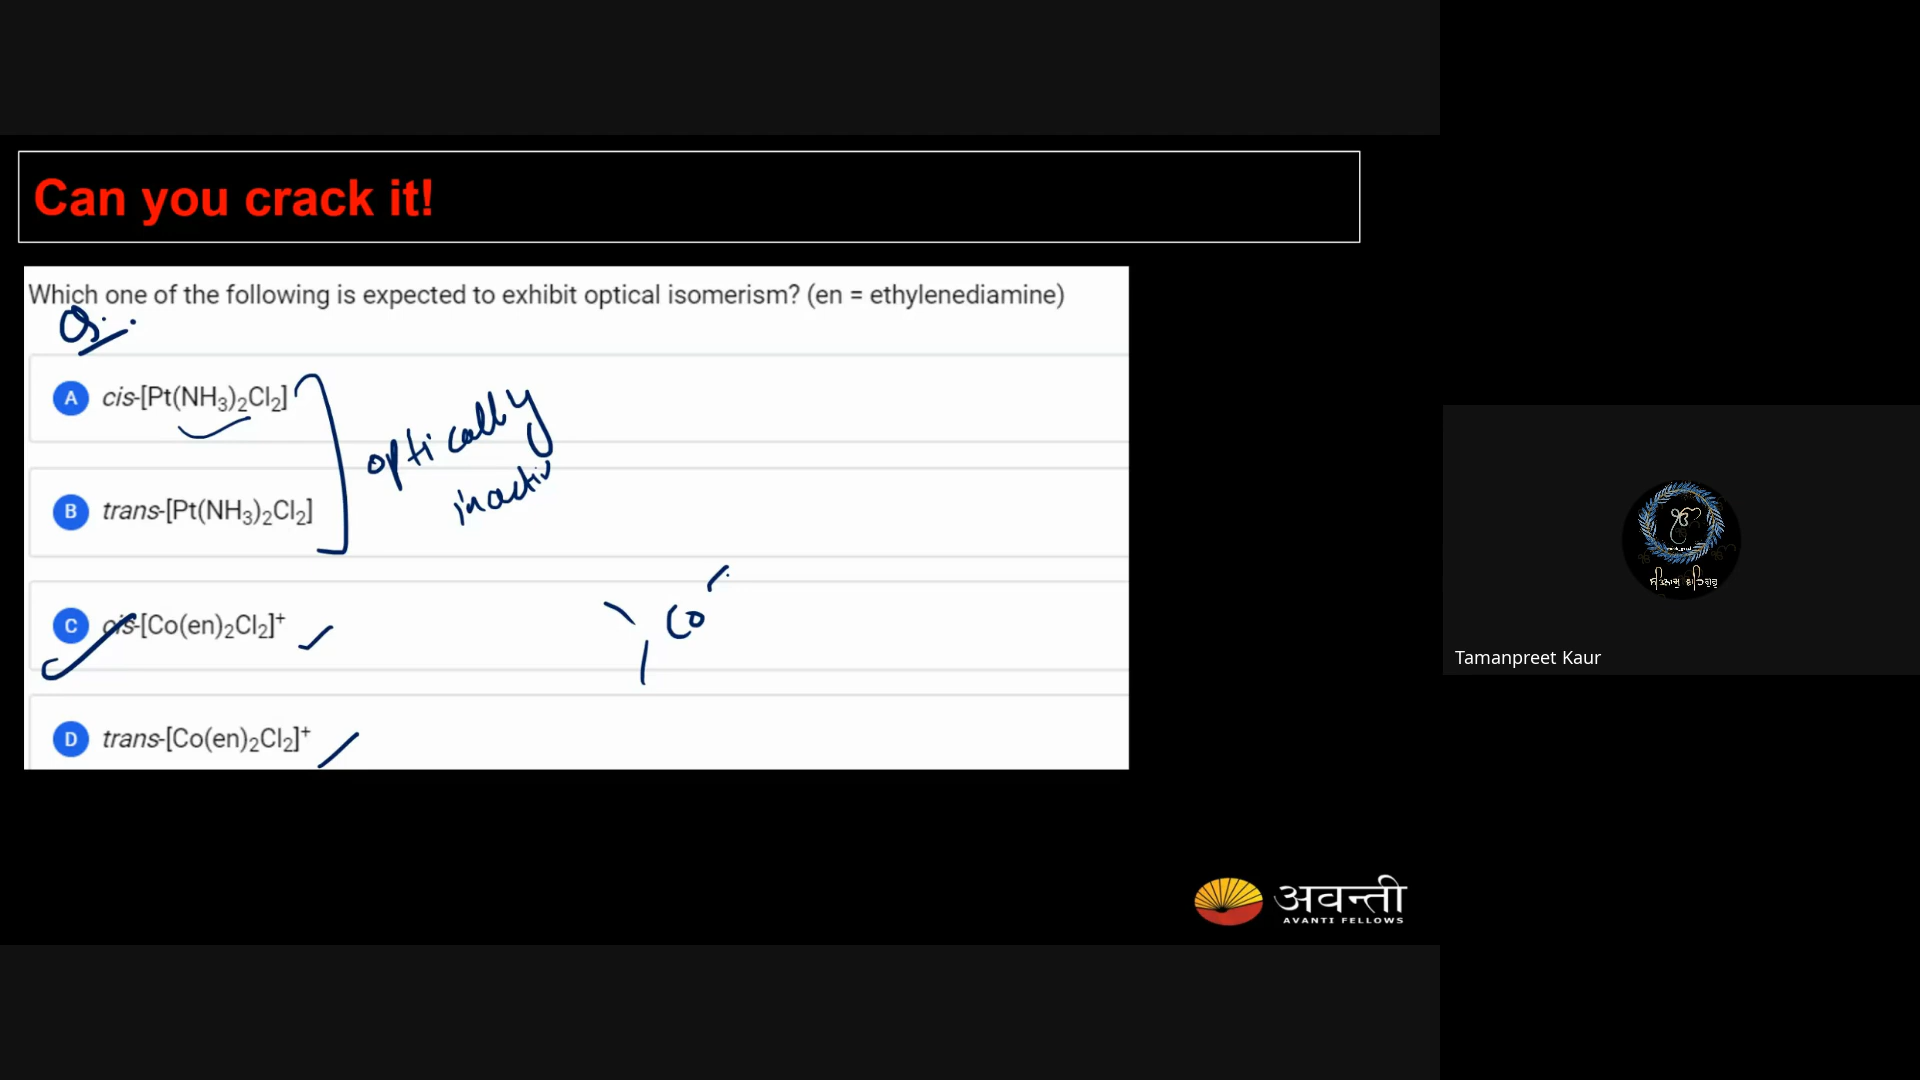 Can you crack it!
Which one of the following is expected to exhibit optical isomerism? (en = ethylenediamine)
A cis-[Pt(NH₃)₂Cl₂]
optically
inactiv
B trans-[Pt(NH₃)₂Cl₂]
C cis-[Co(en)₂Cl₂]⁺
Co
D trans-[Co(en)₂Cl₂]⁺
Tamanpreet Kaur
अवन्ती
AVANTI FELLOWS